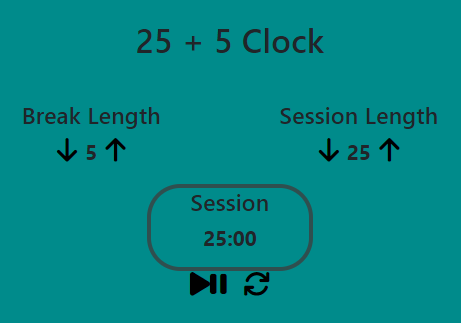 25 + 5 Clock
Break Length
Session Length
5
25
Session
25:00